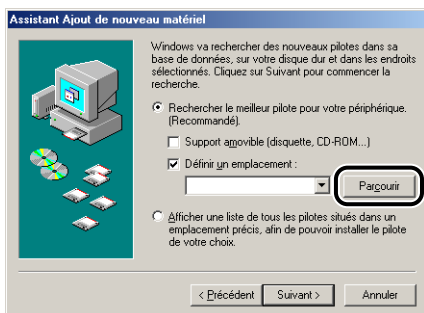 Assistant Ajout de nouveau matériel
Windows va rechercher des nouveaux pilotes dans sa
base de données, sur votre disque dur et dans les endroits
sélectionnés. Cliquez sur Suivant pour commencer la
recherche.
Rechercher le meilleur pilote pour votre périphérique.
(Recommandé).
Support amovible (disquette, CD-ROM...)
Définir un emplacement :
Parcourir
Afficher une liste de tous les pilotes situés dans un
emplacement précis, afin de pouvoir installer le pilote
de votre choix.
< Précédent Suivant > Annuler